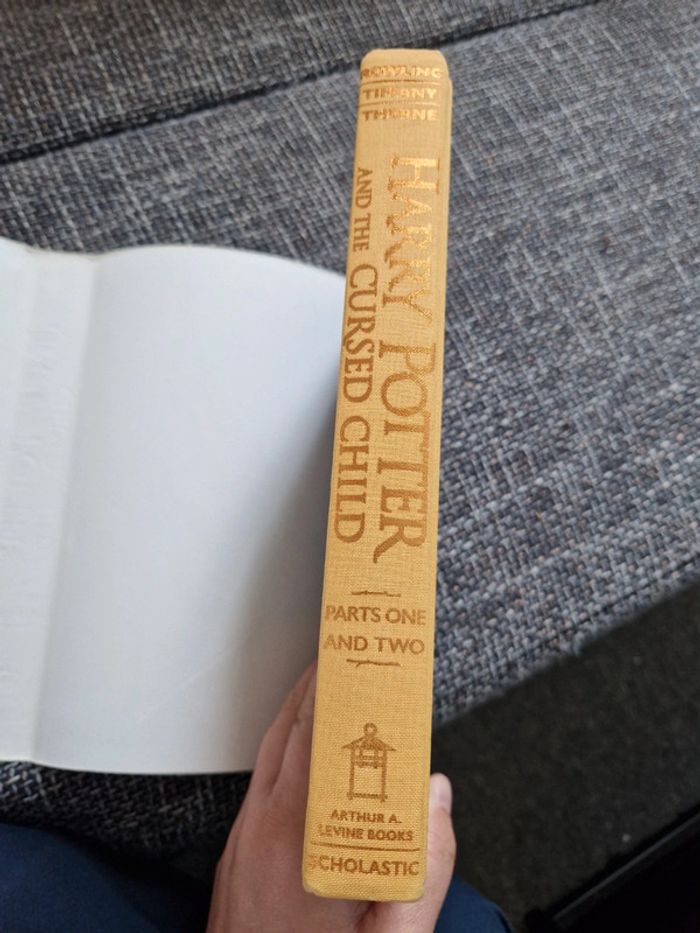 ROWLING
TIFFANY
THORNE
HARRY POTTER
AND THE CURSED CHILD
PARTS ONE
AND TWO
ARTHUR A.
LEVINE BOOKS
SCHOLASTIC